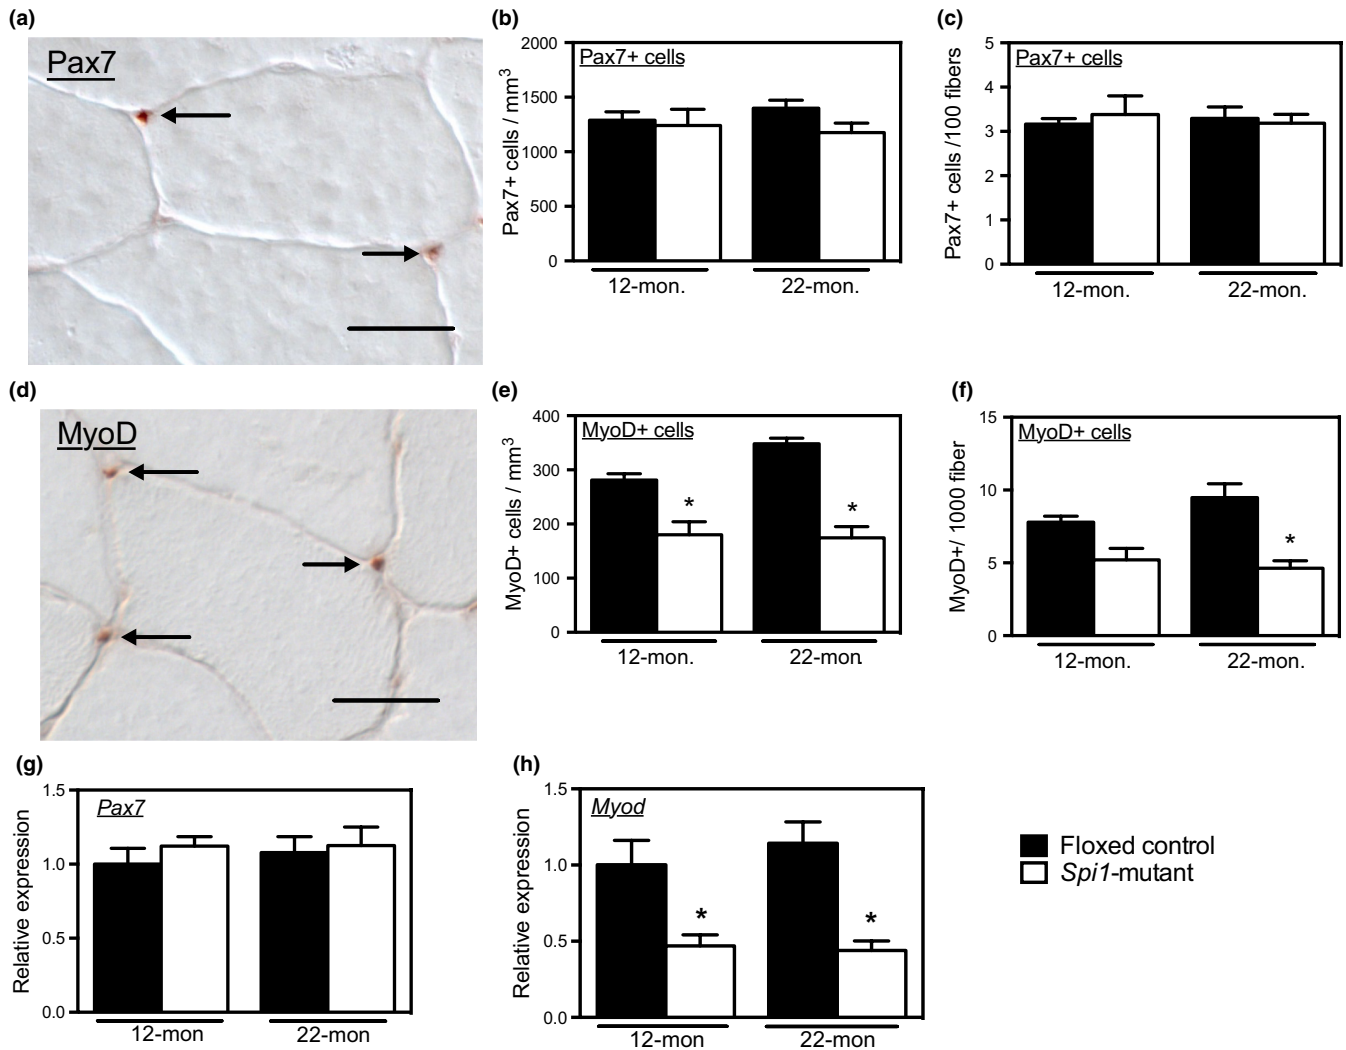 (a)
Pax7
(b)
Pax7+ cells / mm³
2000
1500
1000
500
0
Pax7+ cells
12-mon.
22-mon.
(c)
Pax7+ cells /100 fibers
5
4
3
2
1
0
Pax7+ cells
12-mon.
22-mon.
(d)
MyoD
(e)
MyoD+ cells / mm³
400
300
200
100
0
MyoD+ cells
*
*
12-mon.
22-mon.
(f)
MyoD+/ 1000 fiber
15
10
5
0
MyoD+ cells
*
12-mon.
22-mon.
(g)
Relative expression
1.5
1.0
0.5
0.0
Pax7
12-mon
22-mon
(h)
Relative expression
1.5
1.0
0.5
0.0
Myod
*
*
12-mon
22-mon
Floxed control
Spi1-mutant